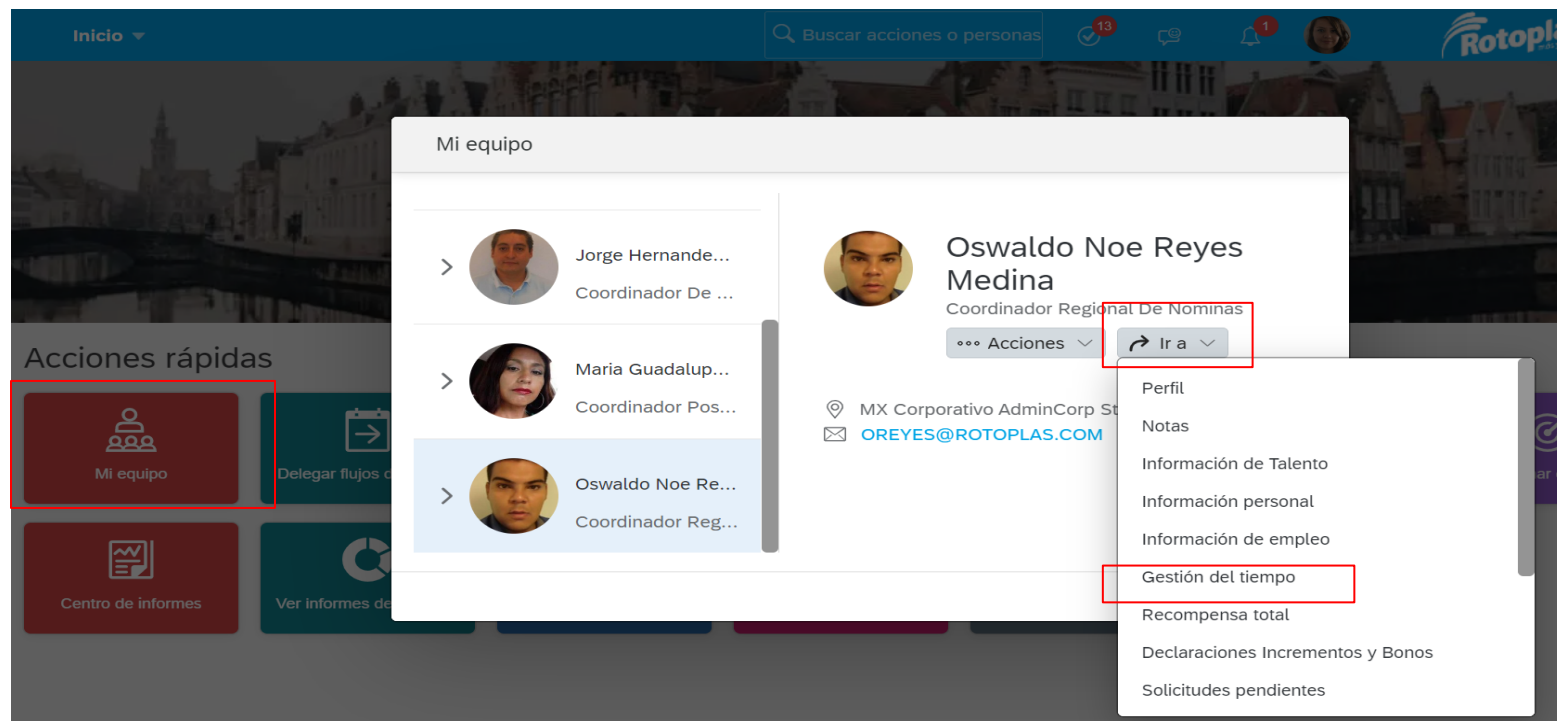 Inicio
Buscar acciones o personas
13
1
Rotopla
Mi equipo
Jorge Hernande...
Coordinador De ...
Maria Guadalup...
Coordinador Pos...
Oswaldo Noe Re...
Coordinador Reg...
Oswaldo Noe Reyes
Medina
Coordinador Regional De Nominas
Acciones
Ir a
MX Corporativo AdminCorp St
OREYES@ROTOPLAS.COM
Perfil
Notas
Información de Talento
Información personal
Información de empleo
Gestión del tiempo
Recompensa total
Declaraciones Incrementos y Bonos
Solicitudes pendientes
Acciones rápidas
Mi equipo
Delegar flujos d
Centro de informes
Ver informes de